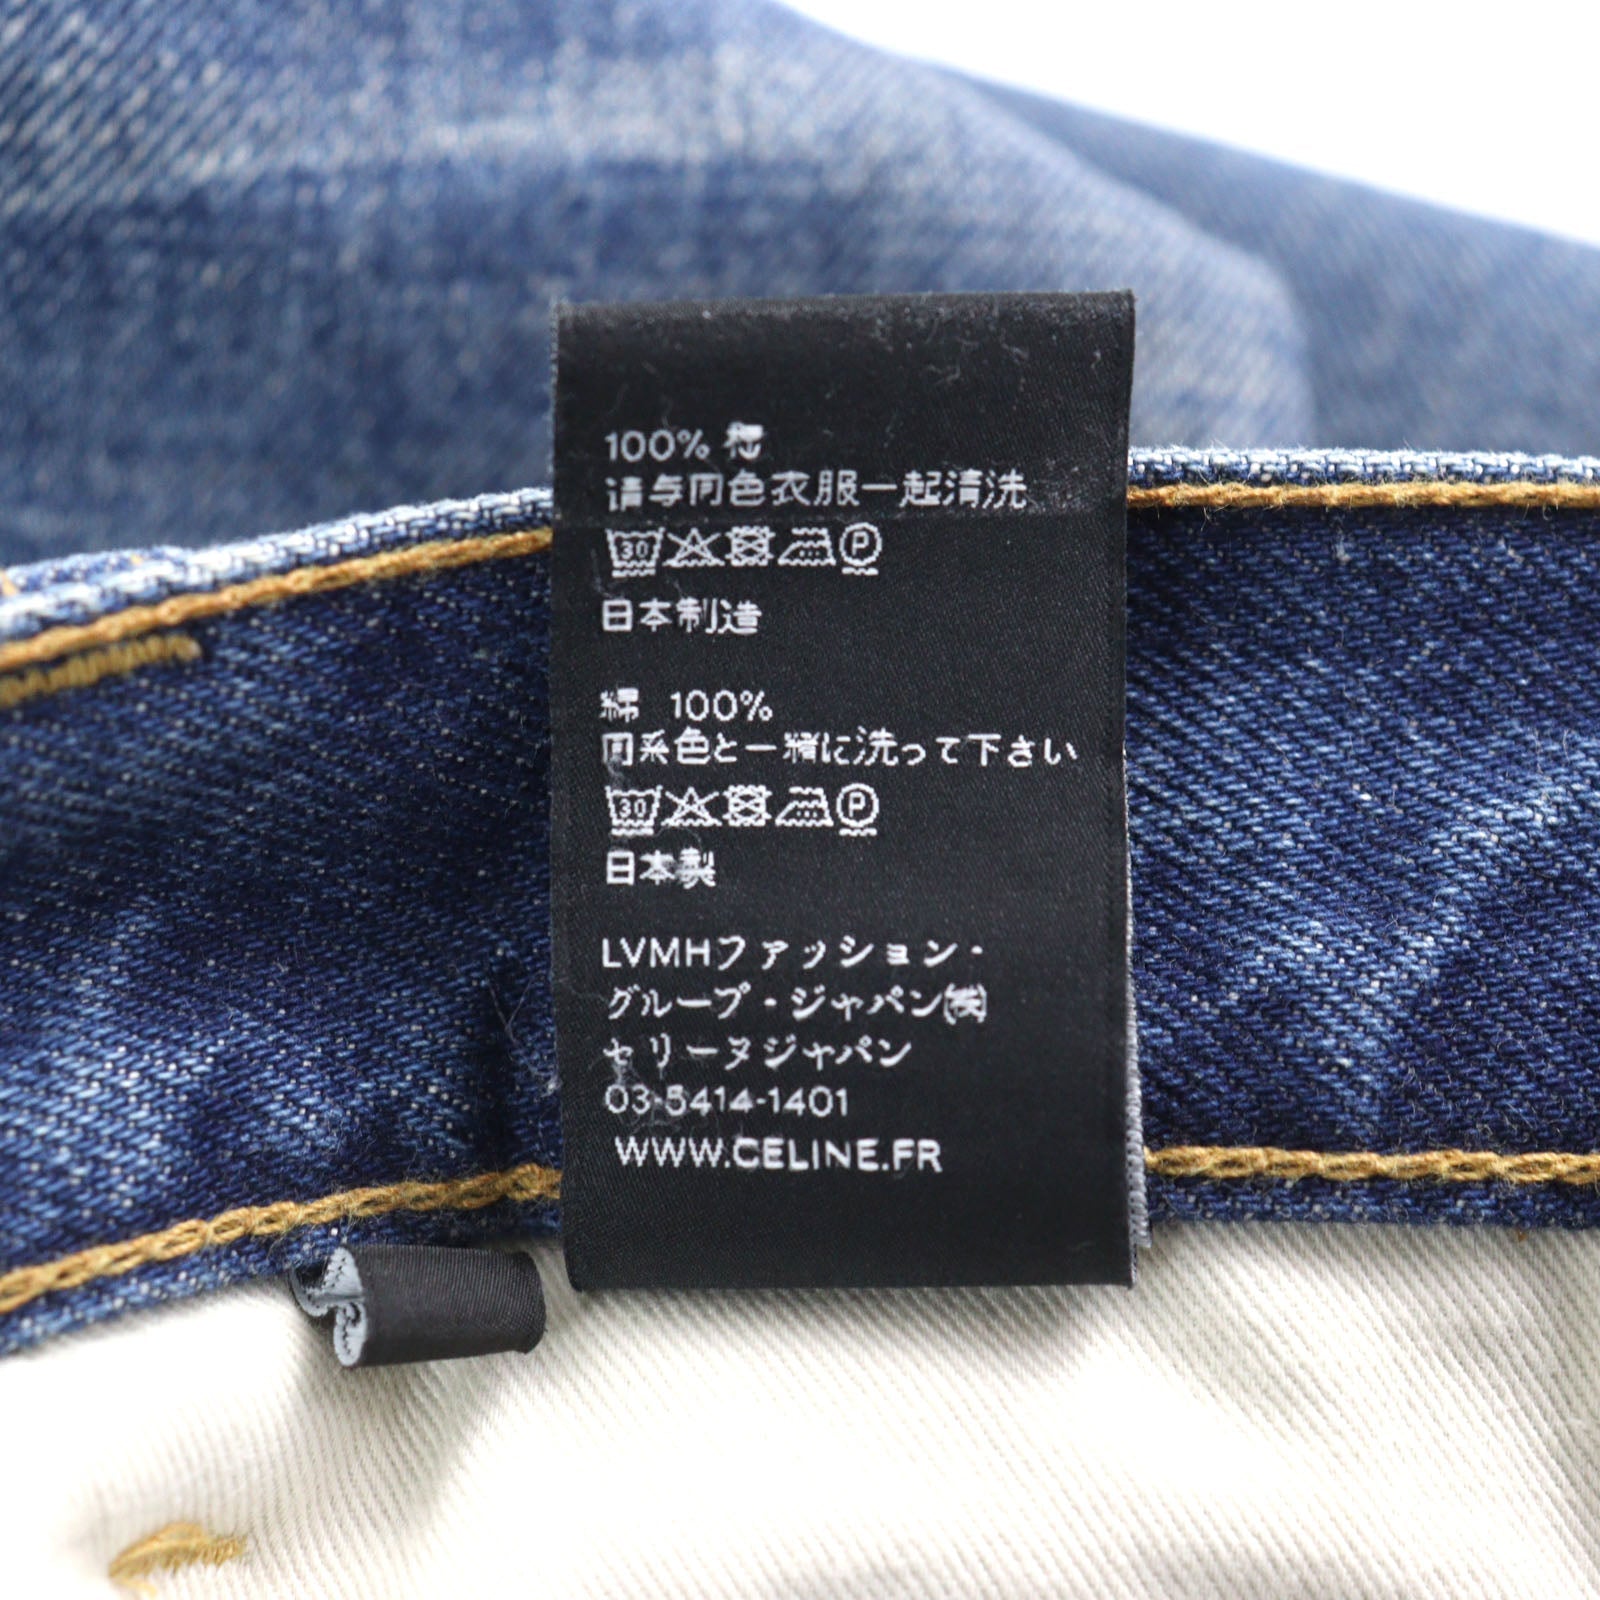 100% 棉
请与同色衣服一起清洗
30 P
日本制造
綿 100%
同系色と一緒に洗って下さい
30 P
日本製
LVMHファッション・
グループ・ジャパン㈱
セリーヌジャパン
03-5414-1401
WWW.CELINE.FR